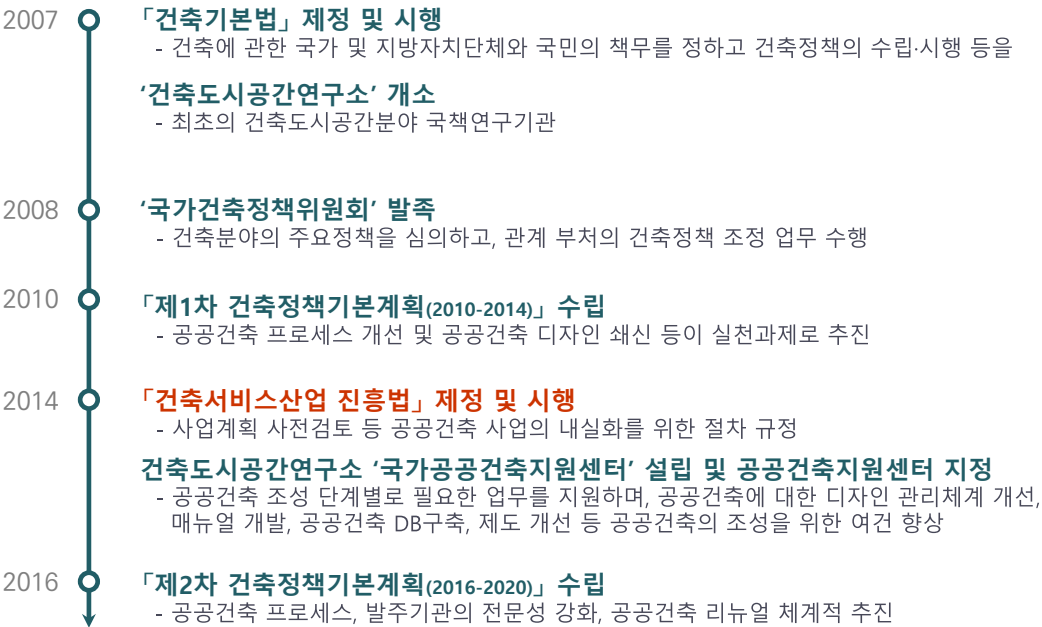 2007
「건축기본법」 제정 및 시행
- 건축에 관한 국가 및 지방자치단체와 국민의 책무를 정하고 건축정책의 수립·시행 등을
‘건축도시공간연구소’ 개소
- 최초의 건축도시공간분야 국책연구기관
2008
‘국가건축정책위원회’ 발족
- 건축분야의 주요정책을 심의하고, 관계 부처의 건축정책 조정 업무 수행
2010
「제1차 건축정책기본계획(2010-2014)」 수립
- 공공건축 프로세스 개선 및 공공건축 디자인 쇄신 등이 실천과제로 추진
2014
「건축서비스산업 진흥법」 제정 및 시행
- 사업계획 사전검토 등 공공건축 사업의 내실화를 위한 절차 규정
건축도시공간연구소 ‘국가공공건축지원센터’ 설립 및 공공건축지원센터 지정
- 공공건축 조성 단계별로 필요한 업무를 지원하며, 공공건축에 대한 디자인 관리체계 개선,
매뉴얼 개발, 공공건축 DB구축, 제도 개선 등 공공건축의 조성을 위한 여건 향상
2016
「제2차 건축정책기본계획(2016-2020)」 수립
- 공공건축 프로세스, 발주기관의 전문성 강화, 공공건축 리뉴얼 체계적 추진